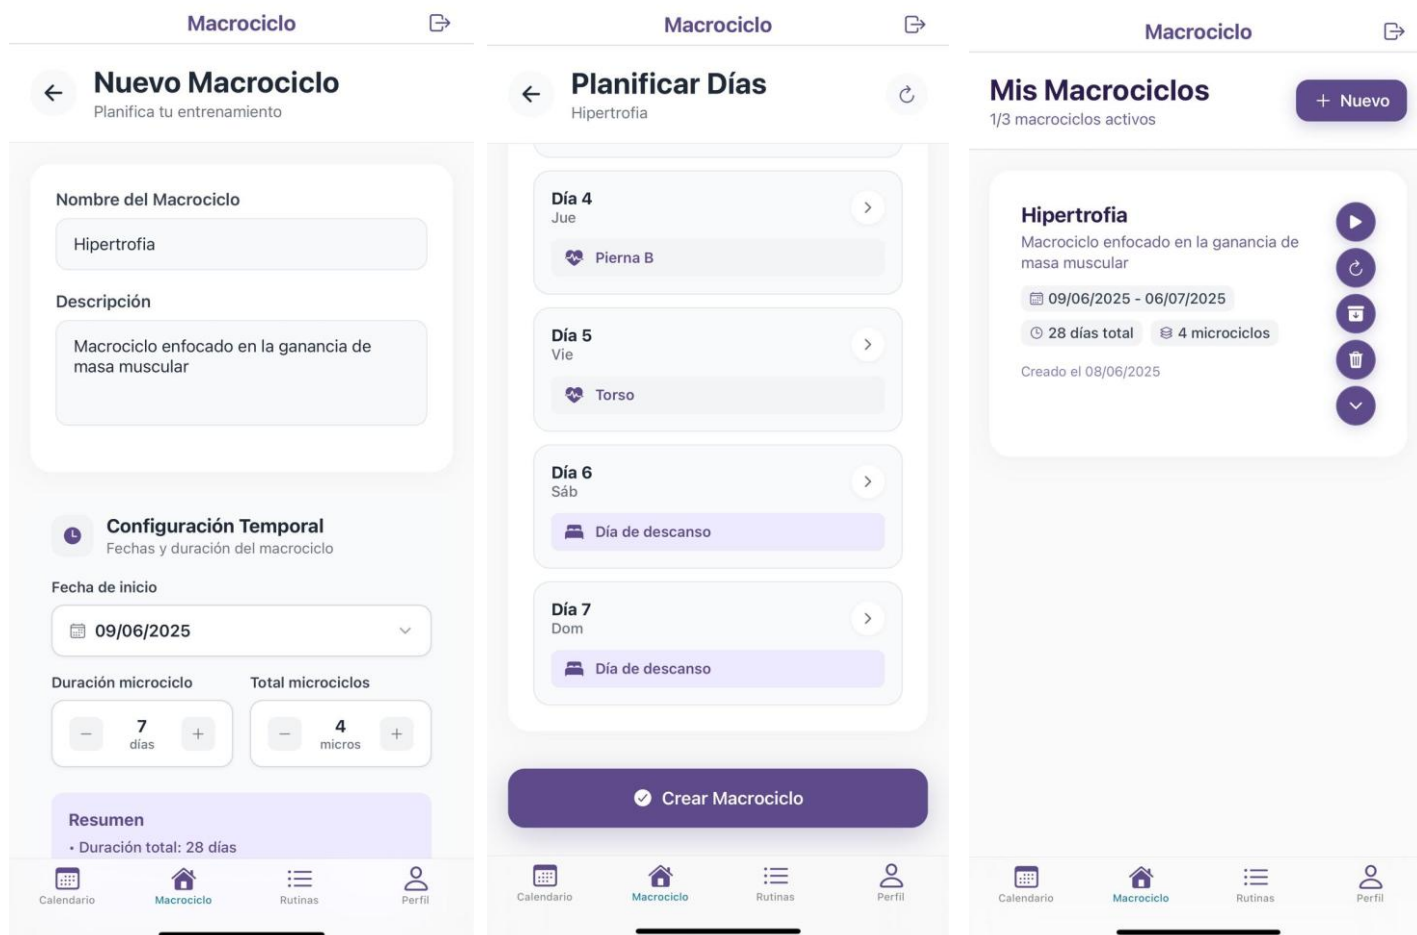 Macrociclo
Nuevo Macrociclo
Planifica tu entrenamiento
Nombre del Macrociclo
Hipertrofia
Descripción
Macrociclo enfocado en la ganancia de
masa muscular
Configuración Temporal
Fechas y duración del macrociclo
Fecha de inicio
09/06/2025
Duración microciclo
Total microciclos
7
días
4
micros
Resumen
• Duración total: 28 días
Calendario
Macrociclo
Rutinas
Perfil
Macrociclo
Planificar Días
Hipertrofia
Día 4
Jue
Pierna B
Día 5
Vie
Torso
Día 6
Sáb
Día de descanso
Día 7
Dom
Día de descanso
Crear Macrociclo
Calendario
Macrociclo
Rutinas
Perfil
Macrociclo
Mis Macrociclos
1/3 macrociclos activos
+ Nuevo
Hipertrofia
Macrociclo enfocado en la ganancia de
masa muscular
09/06/2025 - 06/07/2025
28 días total
4 microciclos
Creado el 08/06/2025
Calendario
Macrociclo
Rutinas
Perfil